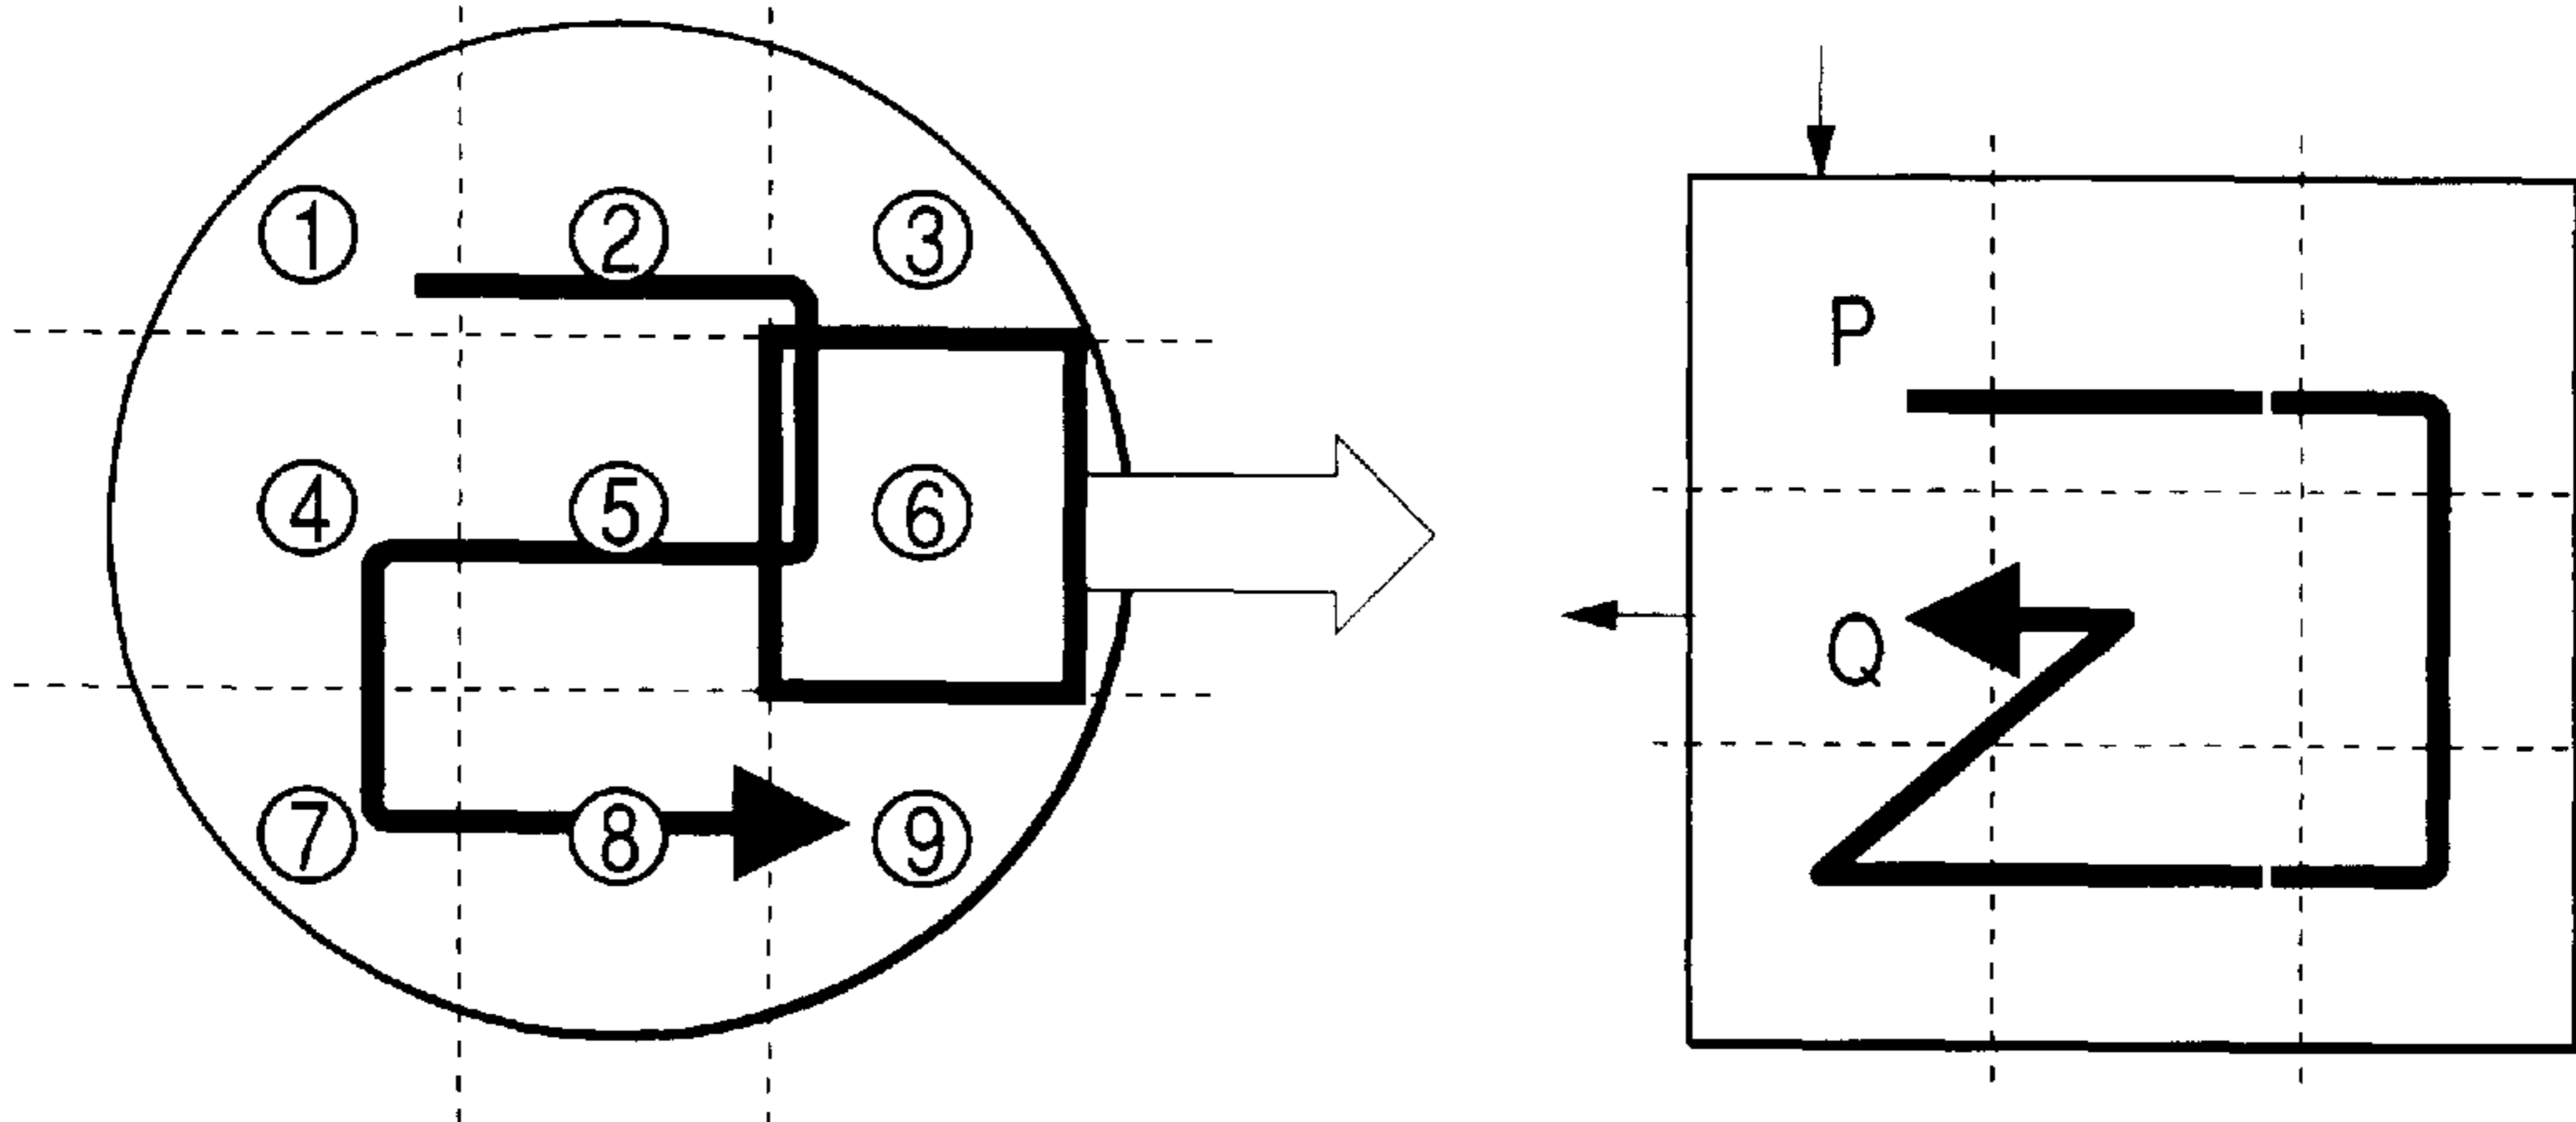 ① ② ③
④ ⑤ ⑥
⑦ ⑧ ⑨
P
Q